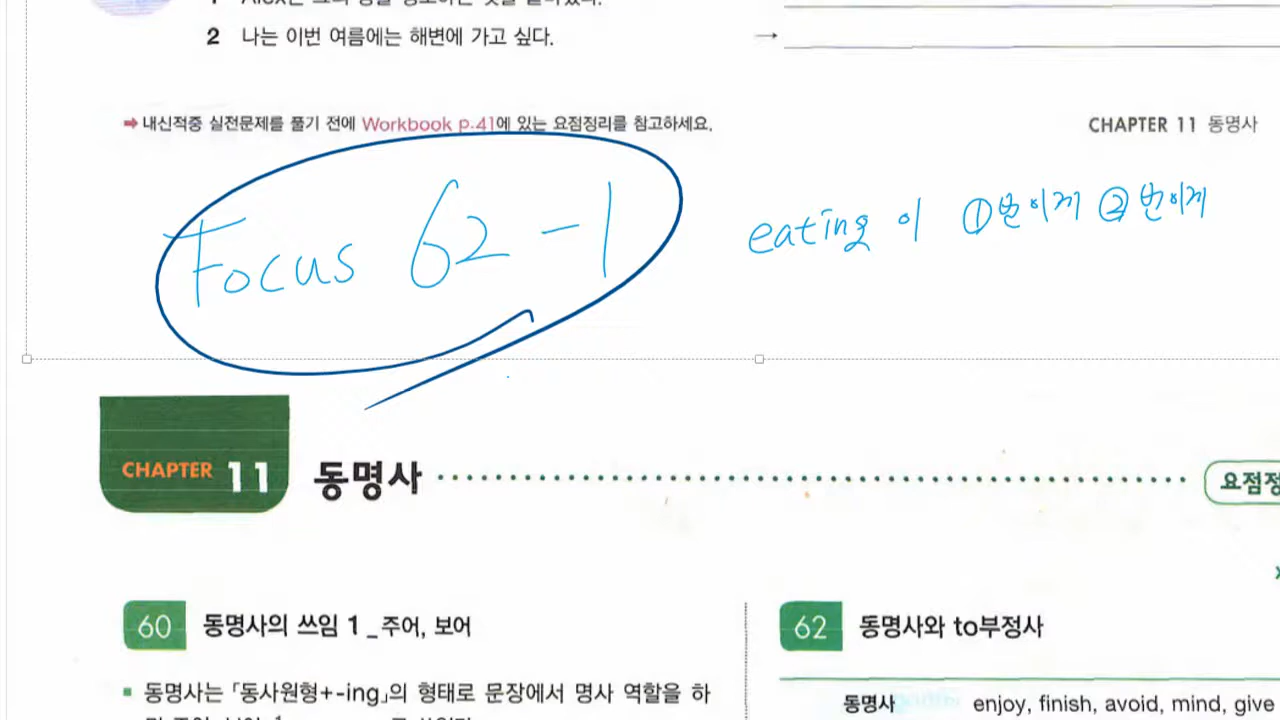 2 나는 이번 여름에는 해변에 가고 싶다.
→
➡ 내신적중 실전문제를 풀기 전에 Workbook p.41에 있는 요점정리를 참고하세요.
CHAPTER 11 동명사
Focus 62-1
eating 이 ①번이게 ②번이게
CHAPTER 11 동명사
요점정
60 동명사의 쓰임 1 _ 주어, 보어
▪ 동명사는 「동사원형+-ing」의 형태로 문장에서 명사 역할을 하
62 동명사와 to부정사
동명사 enjoy, finish, avoid, mind, give